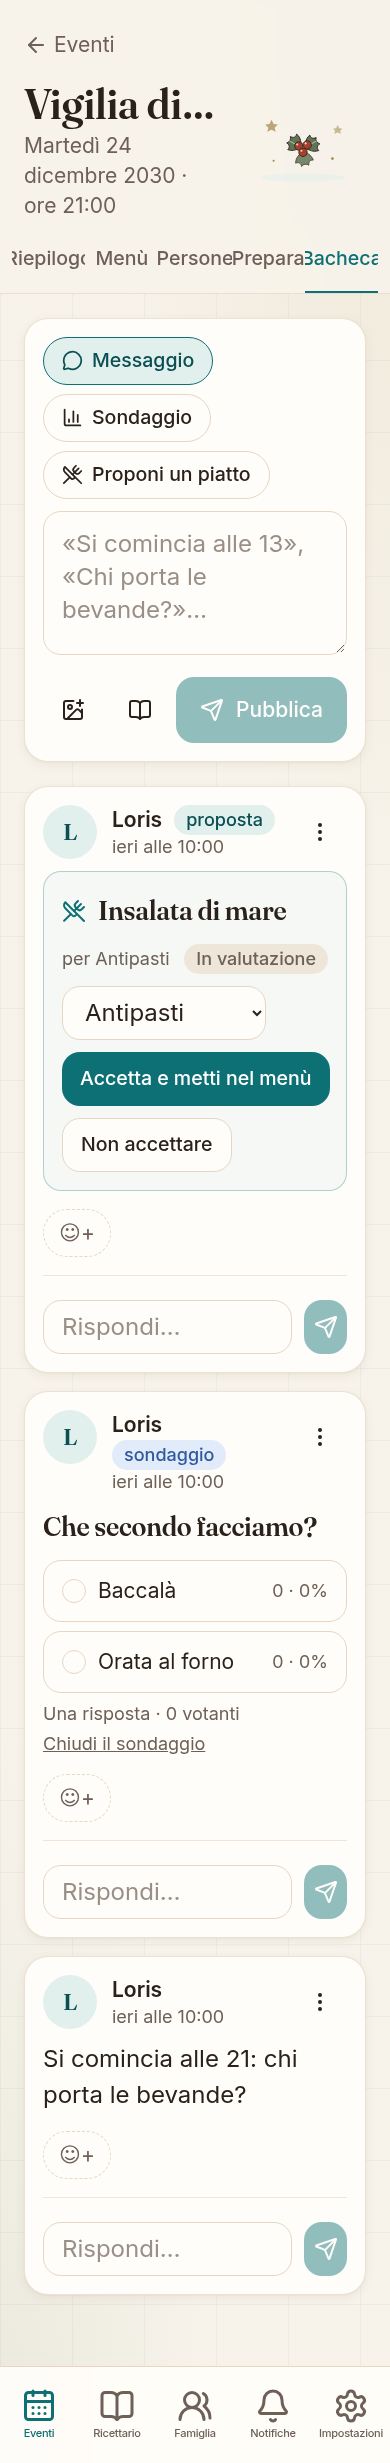 Eventi
Vigilia di...
Martedì 24
dicembre 2030 ·
ore 21:00
Riepilogo Menù Persone Prepara Bacheca
Messaggio
Sondaggio
Proponi un piatto
«Si comincia alle 13»,
«Chi porta le
bevande?»...
Pubblica
L Loris proposta
ieri alle 10:00
Insalata di mare
per Antipasti In valutazione
Antipasti
Accetta e metti nel menù
Non accettare
Rispondi...
L Loris
sondaggio
ieri alle 10:00
Che secondo facciamo?
Baccalà 0 · 0%
Orata al forno 0 · 0%
Una risposta · 0 votanti
Chiudi il sondaggio
Rispondi...
L Loris
ieri alle 10:00
Si comincia alle 21: chi
porta le bevande?
Rispondi...
Eventi Ricettario Famiglia Notifiche Impostazioni